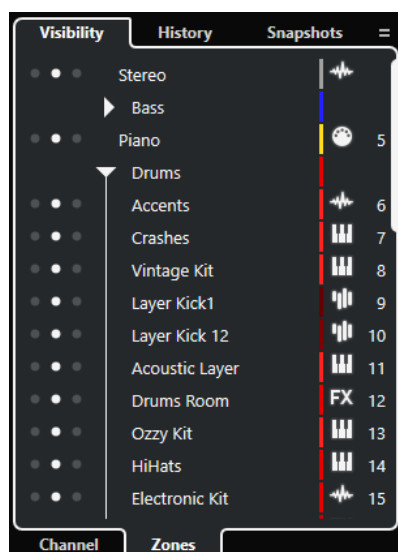 Visibility History Snapshots =
Stereo
Bass
Piano 5
Drums
Accents 6
Crashes 7
Vintage Kit 8
Layer Kick1 9
Layer Kick 12 10
Acoustic Layer 11
Drums Room FX 12
Ozzy Kit 13
HiHats 14
Electronic Kit 15
Channel Zones